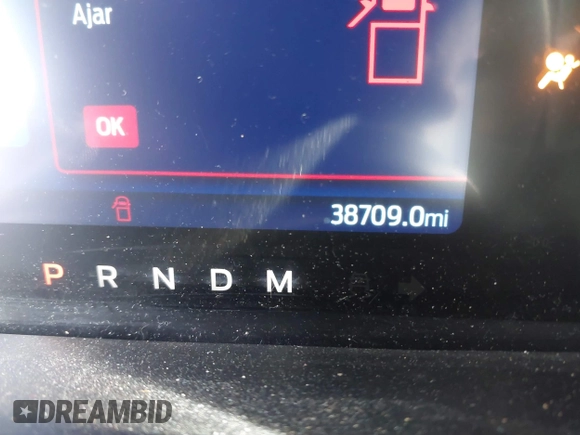 Ajar
OK
38709.0mi
P R N D M
DREAMBID